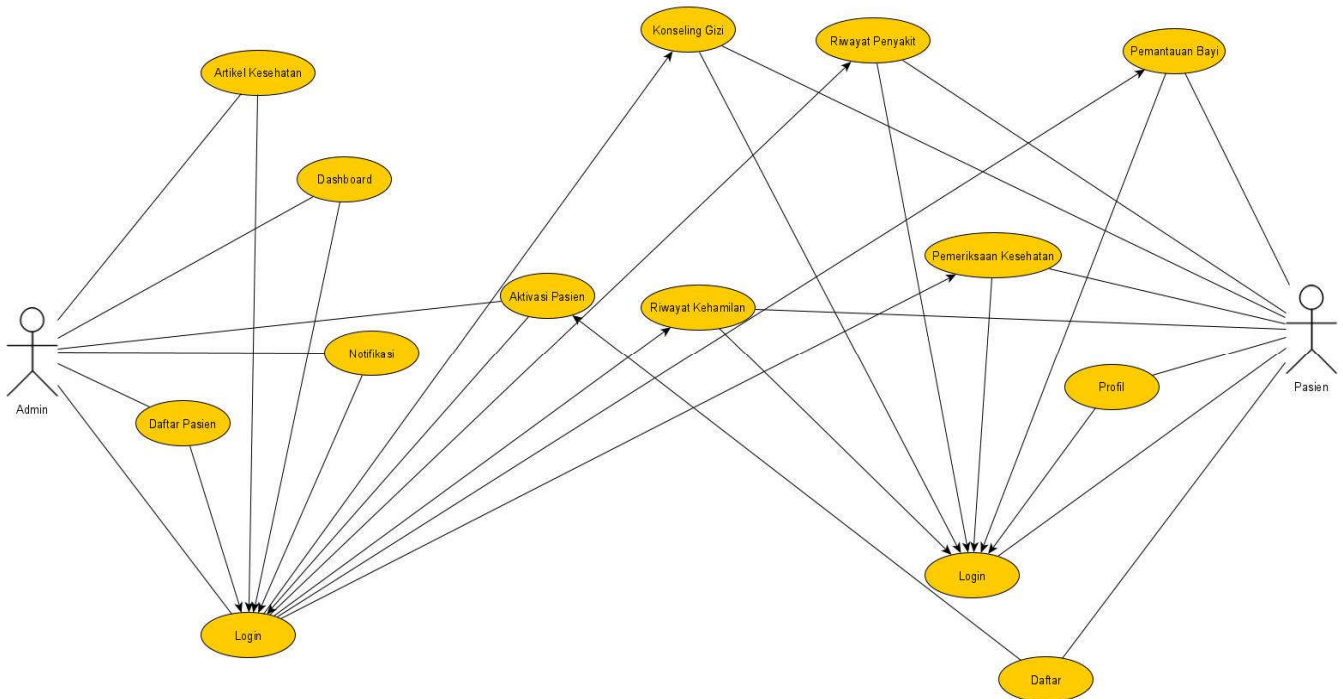 Konseling Gizi
Riwayat Penyakit
Pemantauan Bayi
Artikel Kesehatan
Dashboard
Pemeriksaan Kesehatan
Aktivasi Pasien
Riwayat Kehamilan
Notifikasi
Profil
Pasien
Admin
Daftar Pasien
Login
Login
Daftar